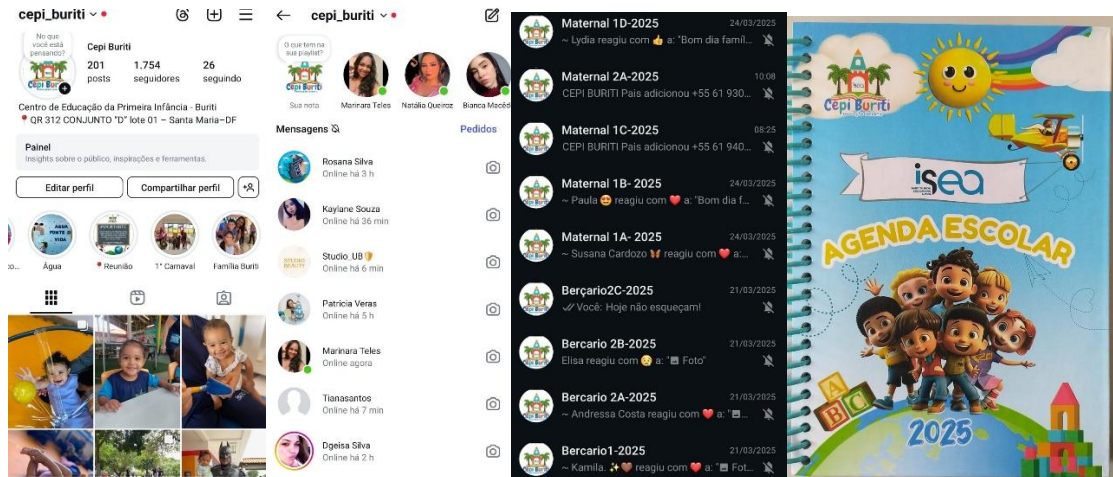 cepi_buriti
No que
você está
pensando?
Cepi Buriti
201
1.754
26
posts
seguidores
seguindo
Centro de Educação da Primeira Infância - Buriti
QR 312 CONJUNTO “D” lote 01 – Santa Maria–DF
Painel
Insights sobre o público, inspirações e ferramentas.
Editar perfil
Compartilhar perfil
Água
Reunião
1° Carnaval
Família Buriti
cepi_buriti
O que tem na
sua playlist?
Cepi Buriti
Sua nota
Marinara Teles
Natália Queiroz
Bianca Macêd
Mensagens
Pedidos
Rosana Silva
Online há 3 h
Kaylane Souza
Online há 36 min
Studio_UB
Online há 6 min
Patricia Veras
Online há 5 h
Marinara Teles
Online agora
Tianasantos
Online há 7 min
Dgeisa Silva
Online há 2 h
Maternal 1D-2025 24/03/2025
~ Lydia reagiu com 👍 a: "Bom dia famíl...
Maternal 2A-2025 10:08
CEPI BURITI Pais adicionou +55 61 930...
Maternal 1C-2025 08:25
CEPI BURITI Pais adicionou +55 61 940...
Maternal 1B- 2025 24/03/2025
~ Paula 😍 reagiu com ❤️ a: "Bom dia f...
Maternal 1A- 2025 24/03/2025
~ Susana Cardozo 🦋 reagiu com ❤️ a:...
Berçario2C-2025 21/03/2025
Você: Hoje não esqueçam!
Bercario 2B-2025 21/03/2025
Elisa reagiu com 😢 a: "Foto"
Bercario 2A-2025 21/03/2025
~ Andressa Costa reagiu com ❤️ a: "...
Bercario1-2025 21/03/2025
~ Kamila. ✨🤎 reagiu com ❤️ a: "Fot...
Cepi Buriti
isea
AGENDA ESCOLAR
A
B C
2025